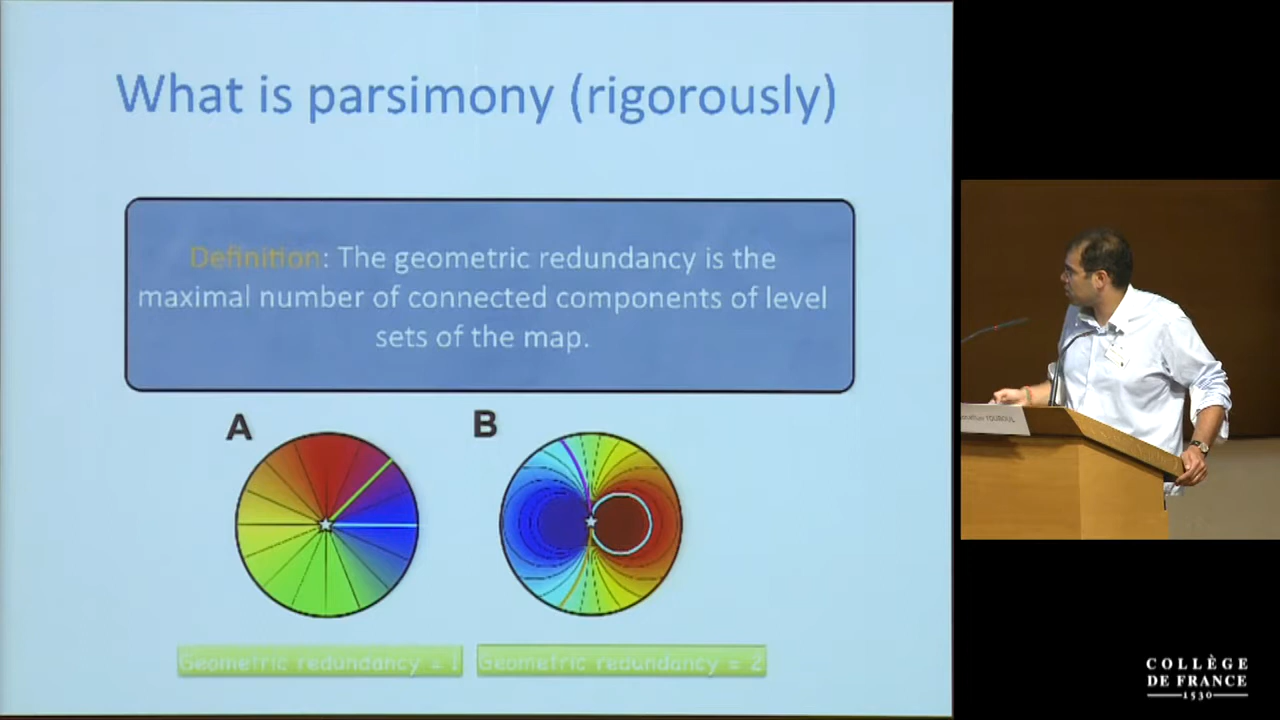 What is parsimony (rigorously)
Definition: The geometric redundancy is the
maximal number of connected components of level
sets of the map.
A
B
Geometric redundancy = 1
Geometric redundancy = 2
COLLÈGE
DE FRANCE
1530